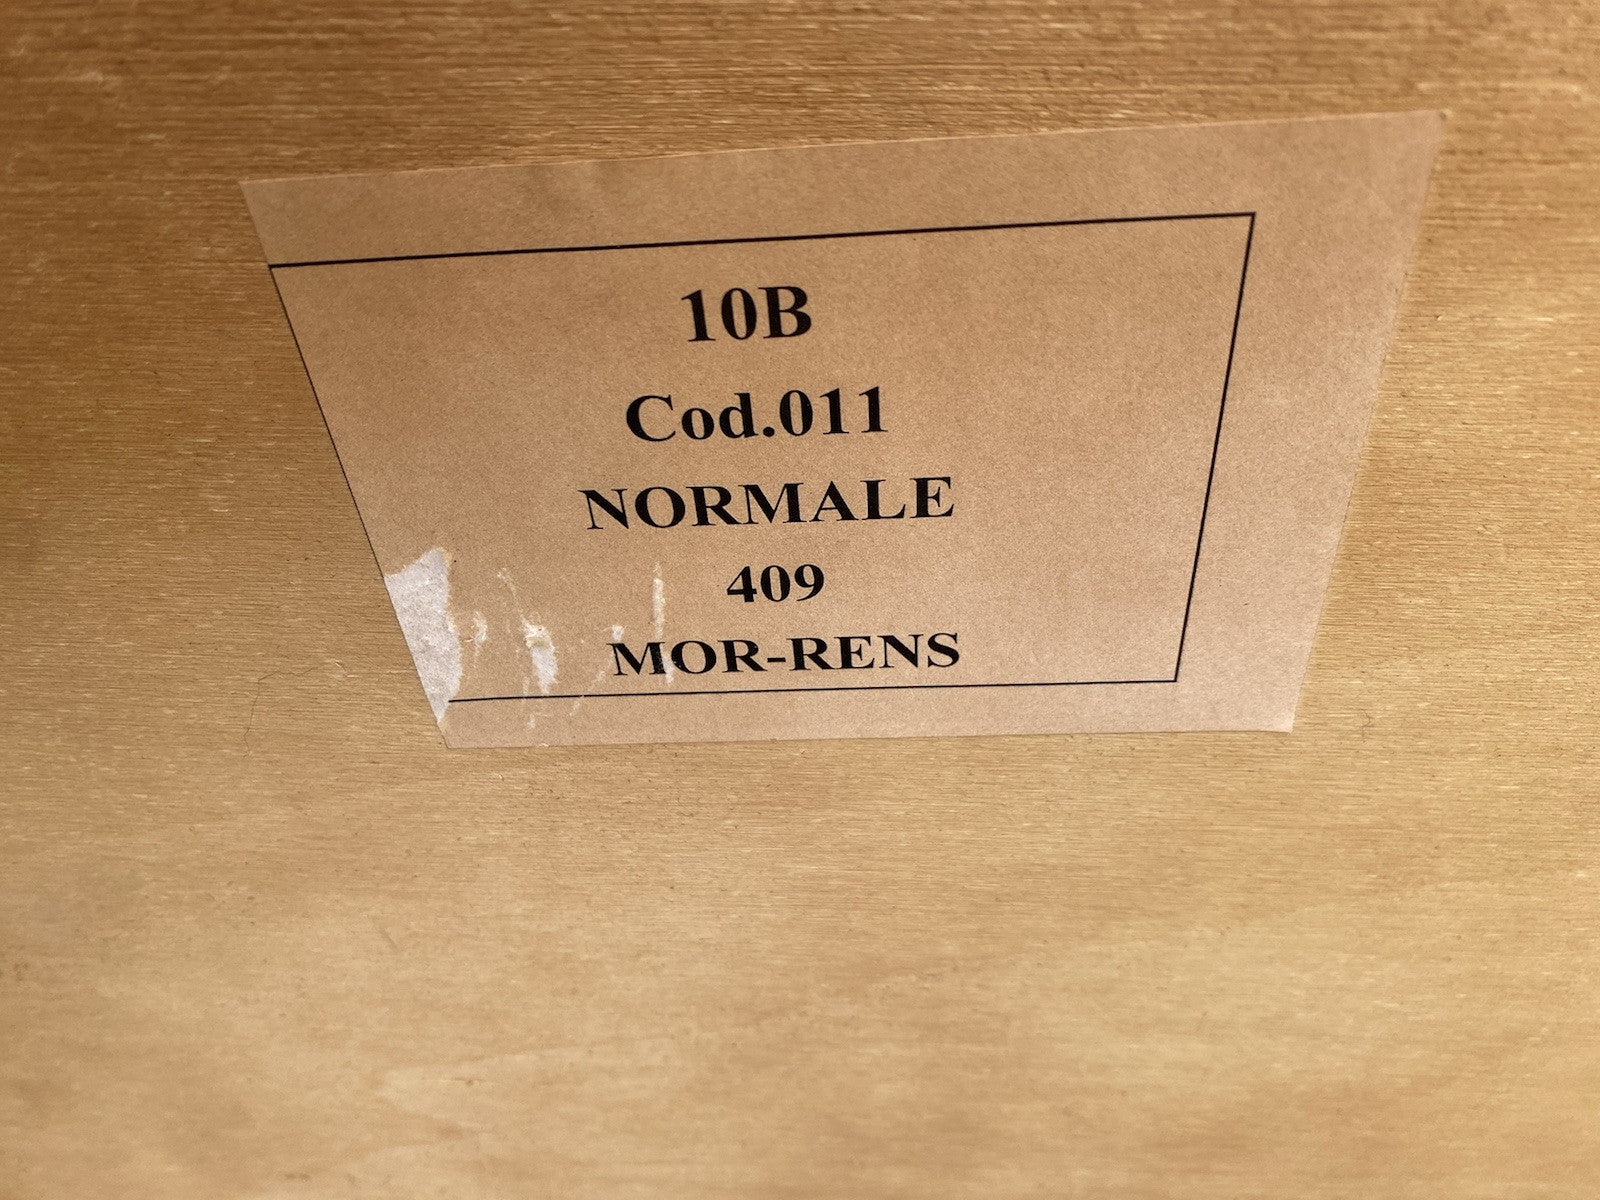 10B
Cod.011
NORMALE
409
MOR-RENS